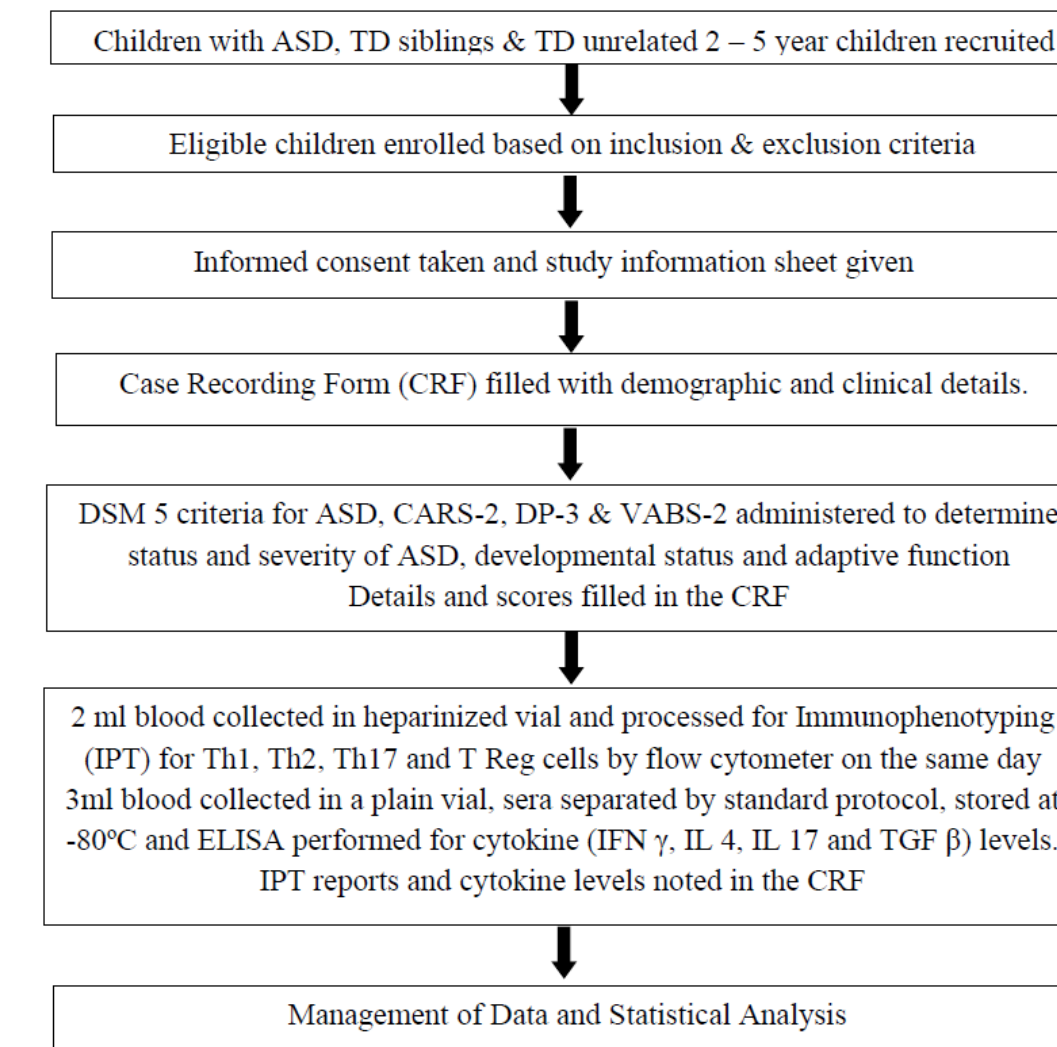 Children with ASD, TD siblings & TD unrelated 2 – 5 year children recruited
Eligible children enrolled based on inclusion & exclusion criteria
Informed consent taken and study information sheet given
Case Recording Form (CRF) filled with demographic and clinical details.
DSM 5 criteria for ASD, CARS-2, DP-3 & VABS-2 administered to determine
status and severity of ASD, developmental status and adaptive function
Details and scores filled in the CRF
2 ml blood collected in heparinized vial and processed for Immunophenotyping
(IPT) for Th1, Th2, Th17 and T Reg cells by flow cytometer on the same day
3ml blood collected in a plain vial, sera separated by standard protocol, stored at
-80ºC and ELISA performed for cytokine (IFN γ, IL 4, IL 17 and TGF β) levels.
IPT reports and cytokine levels noted in the CRF
Management of Data and Statistical Analysis